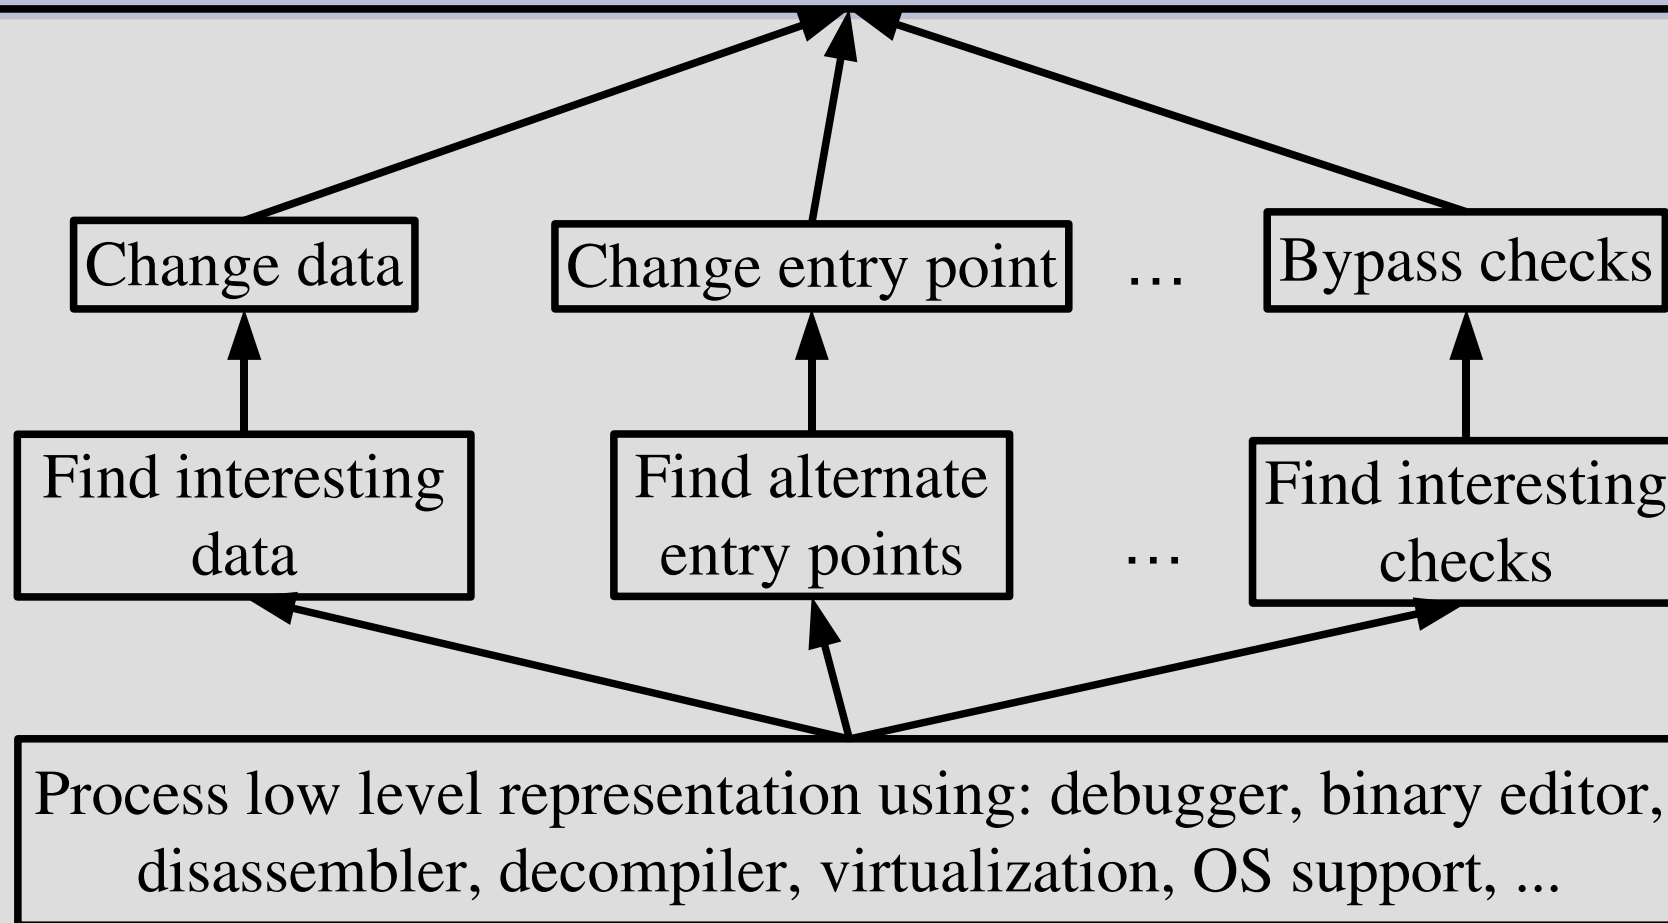 Change data
Change entry point
...
Bypass checks
Find interesting
data
Find alternate
entry points
...
Find interesting
checks
Process low level representation using: debugger, binary editor,
disassembler, decompiler, virtualization, OS support, ...